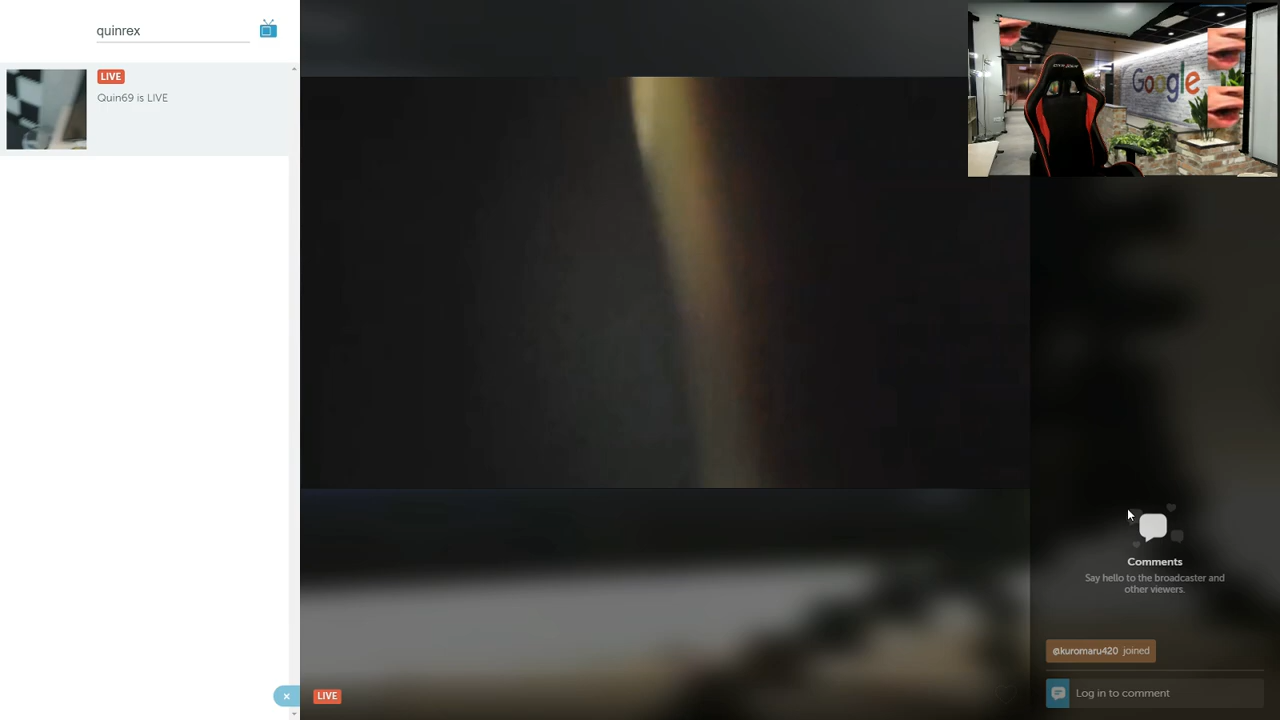 quinrex
LIVE
Quin69 is LIVE
Google
Comments
Say hello to the broadcaster and
other viewers.
@kuromaru420 joined
Log in to comment
LIVE